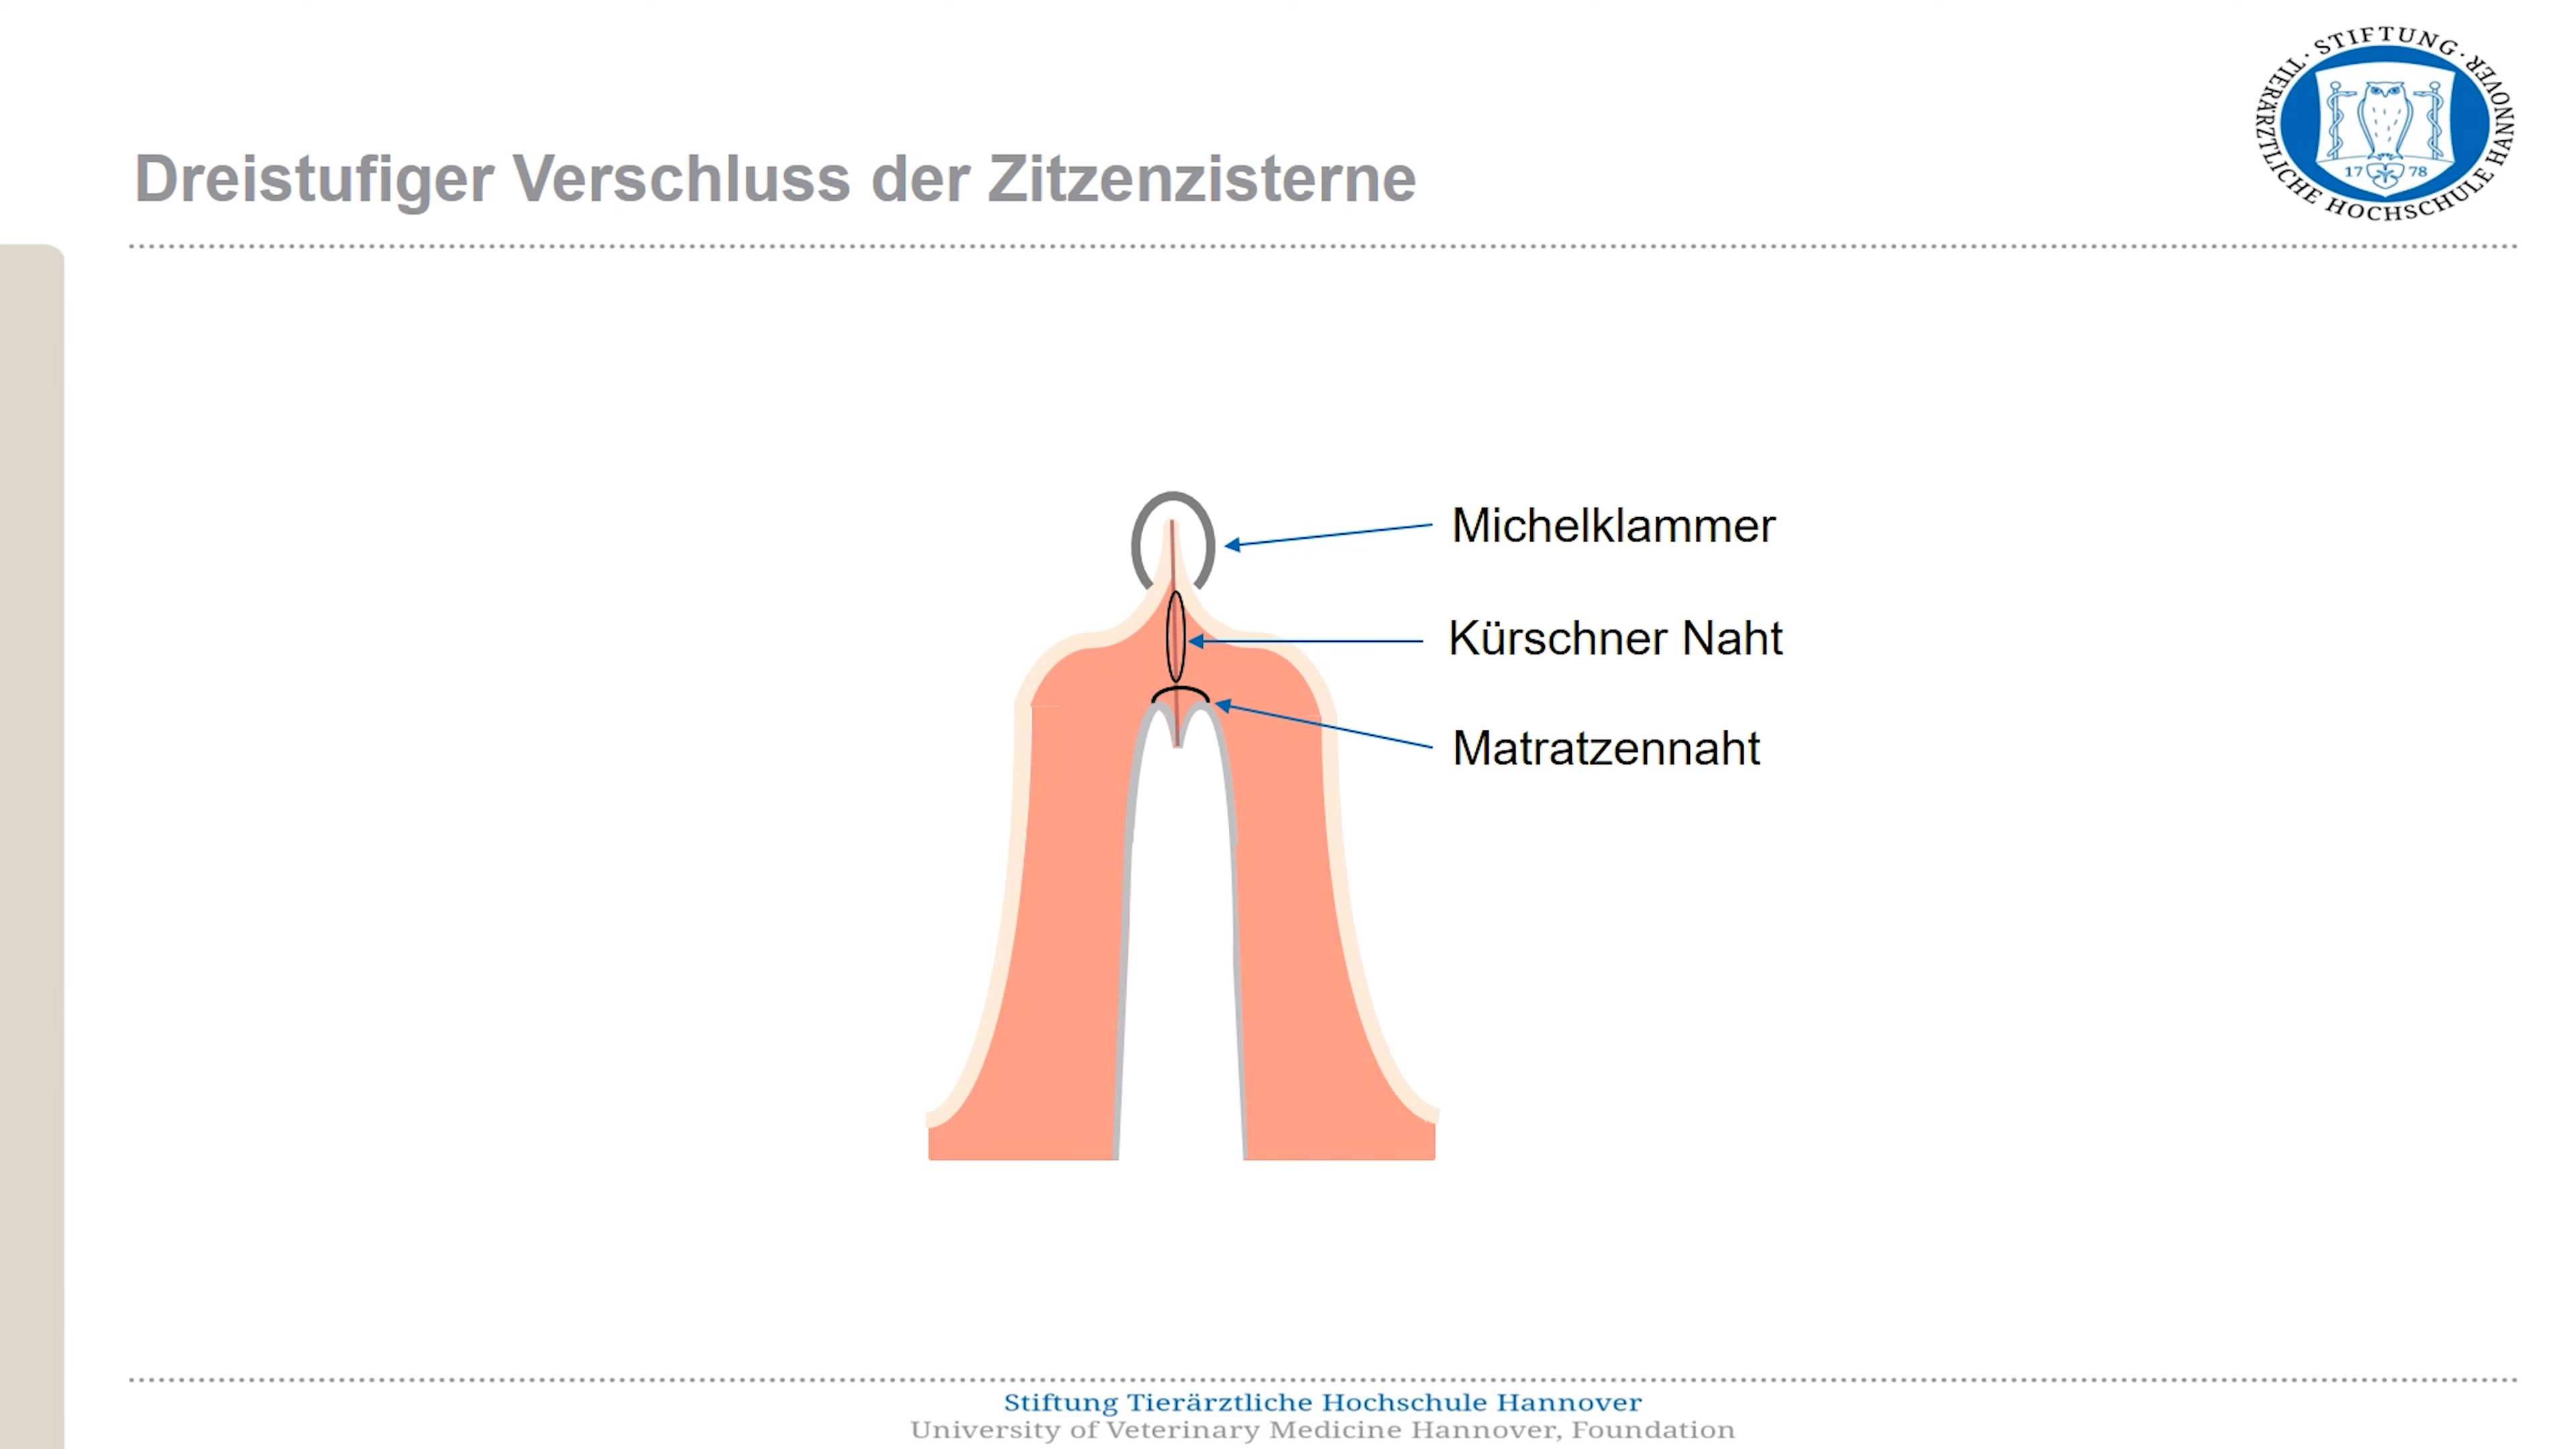 · STIFTUNG ·
TIERÄRZTLICHE HOCHSCHULE HANNOVER
17 78
Dreistufiger Verschluss der Zitzenzisterne
Michelklammer
Kürschner Naht
Matratzennaht
Stiftung Tierärztliche Hochschule Hannover
University of Veterinary Medicine Hannover, Foundation